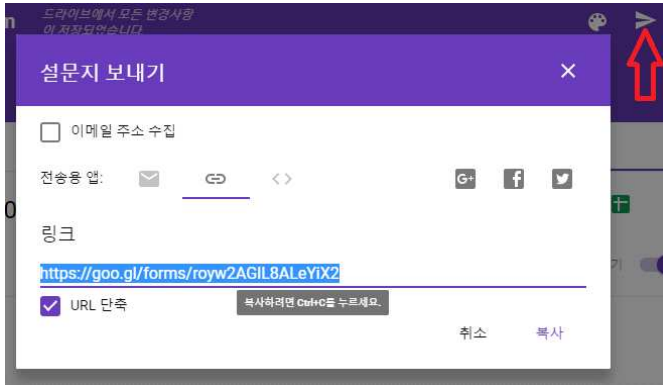 드라이브에서 모든 변경사항
이 저장되었습니다
설문지 보내기
이메일 주소 수집
전송용 앱:
G+
링크
https://goo.gl/forms/royw2AGIL8ALeYiX2
URL 단축
복사하려면 Ctrl+C를 누르세요.
취소 복사